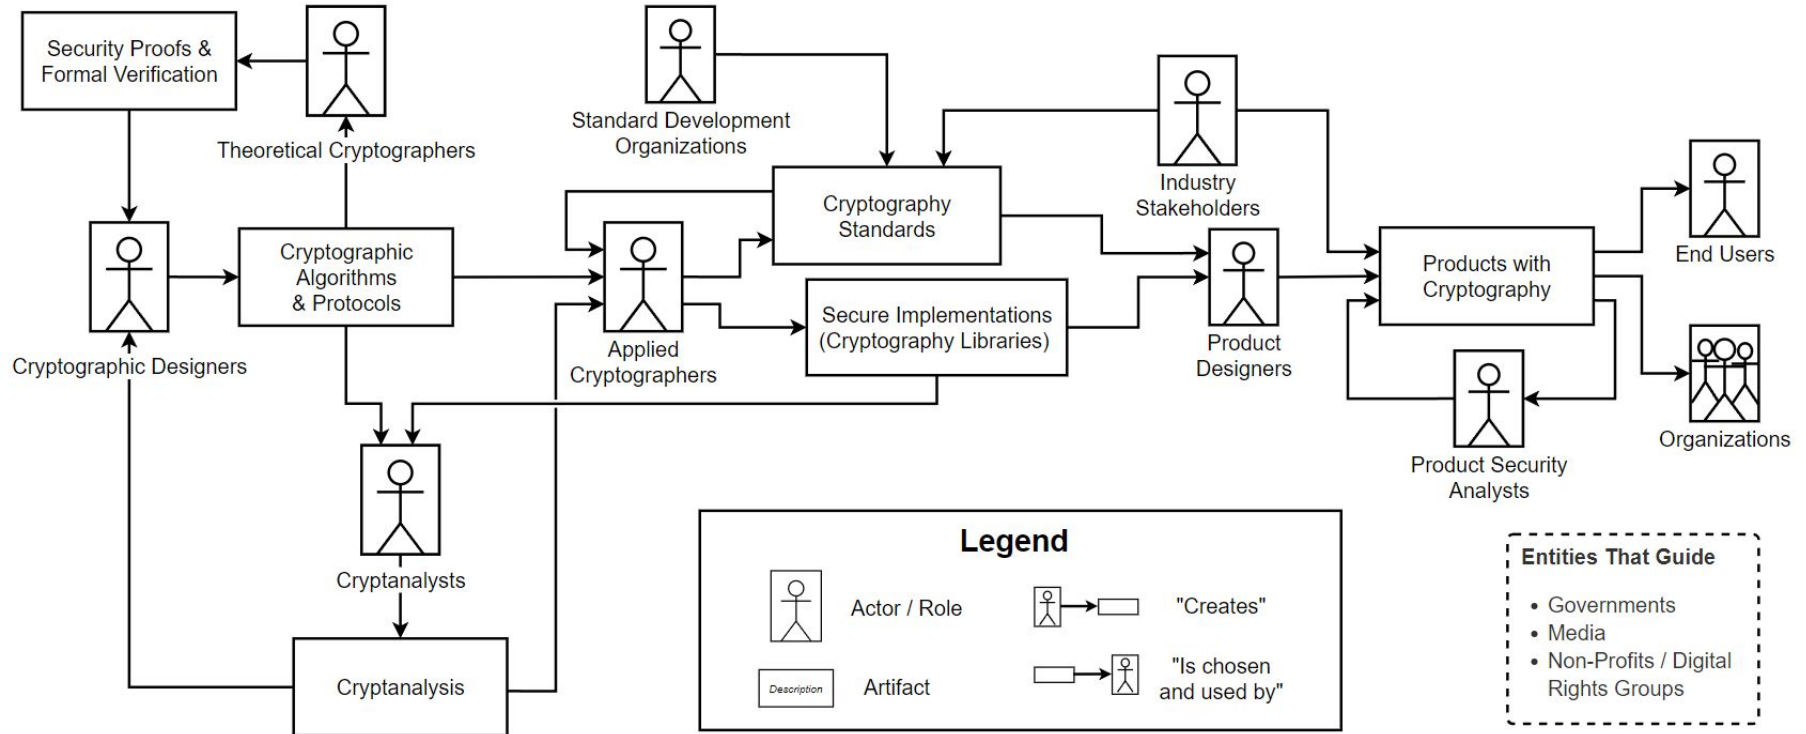 Security Proofs &
Formal Verification
Theoretical Cryptographers
Standard Development
Organizations
Industry
Stakeholders
Cryptography
Standards
End Users
Cryptographic
Algorithms
& Protocols
Products with
Cryptography
Secure Implementations
(Cryptography Libraries)
Cryptographic Designers
Applied
Cryptographers
Product
Designers
Organizations
Product Security
Analysts
Cryptanalysts
Cryptanalysis
Legend
Actor / Role
"Creates"
Description
Artifact
"Is chosen
and used by"
Entities That Guide
• Governments
• Media
• Non-Profits / Digital
Rights Groups